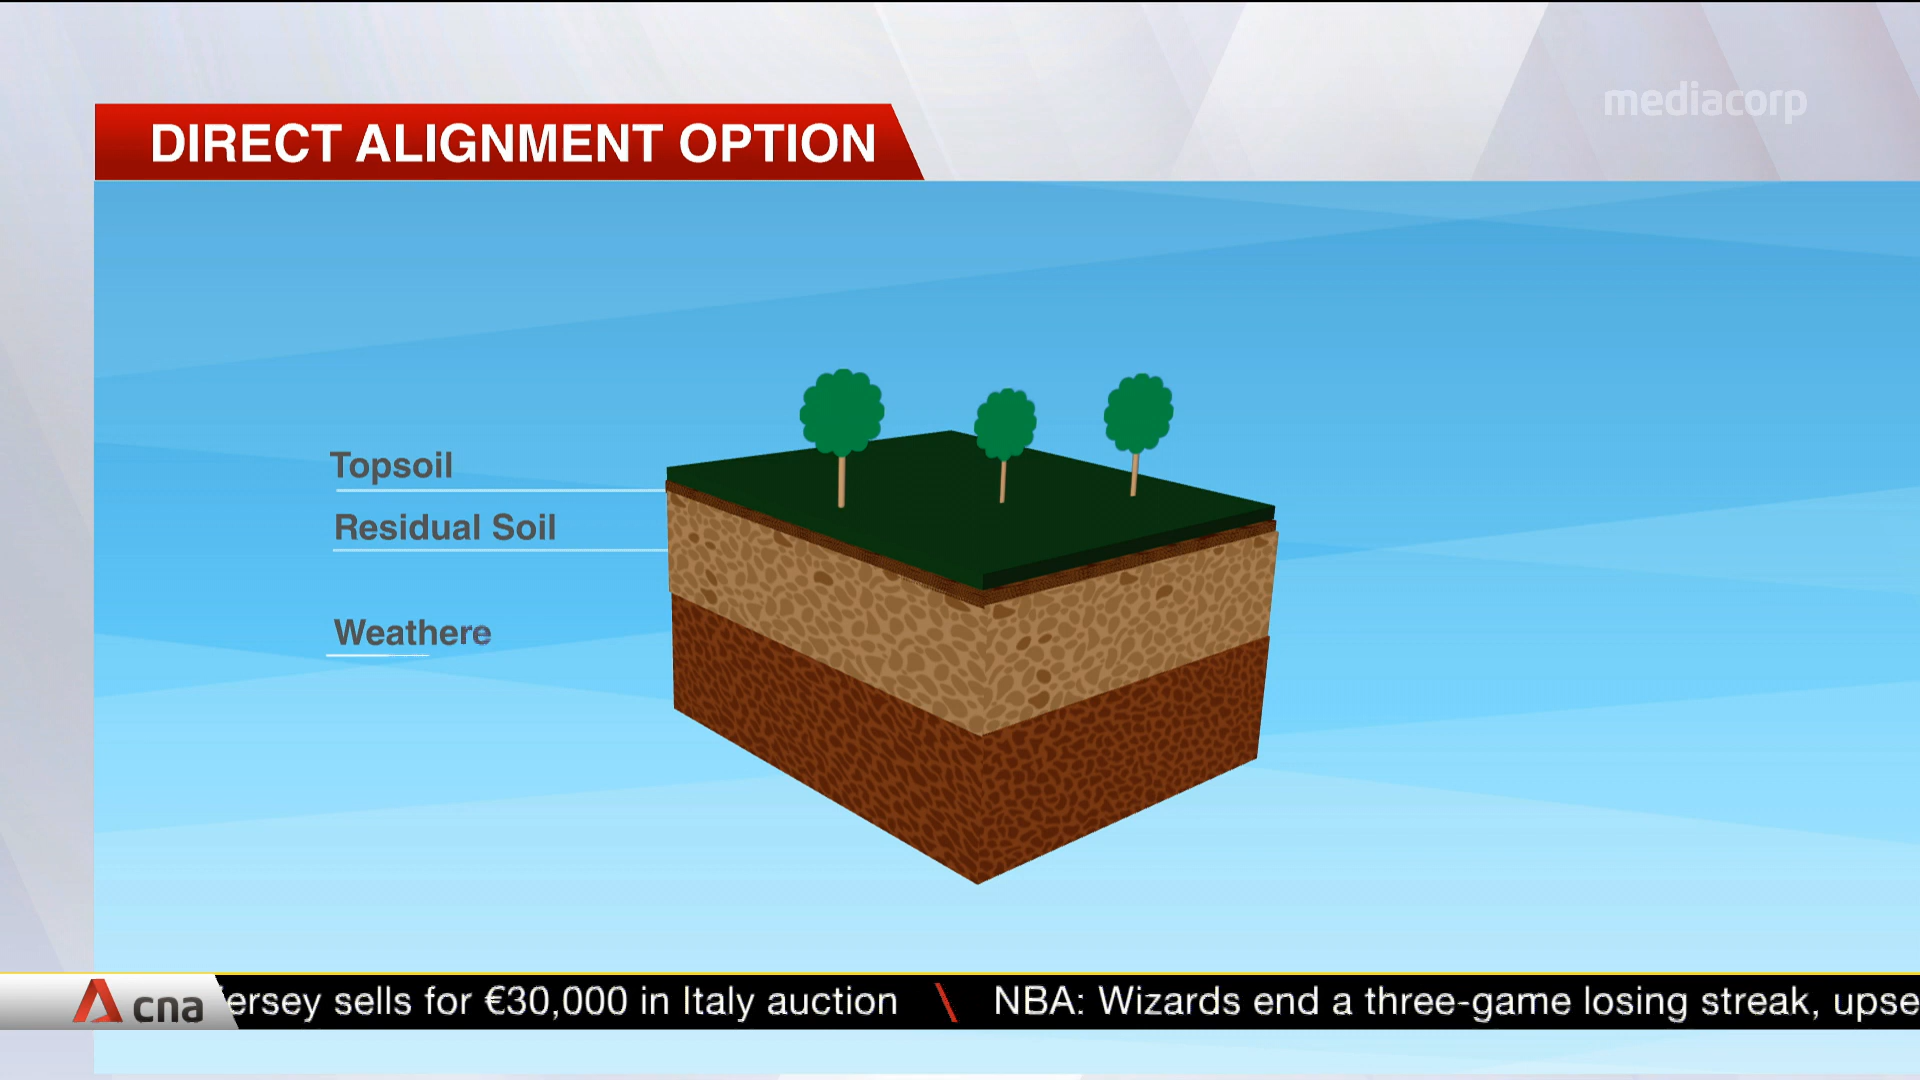 mediacorp
DIRECT ALIGNMENT OPTION
Topsoil
Residual Soil
Weathere
cna
ersey sells for €30,000 in Italy auction \ NBA: Wizards end a three-game losing streak, upse